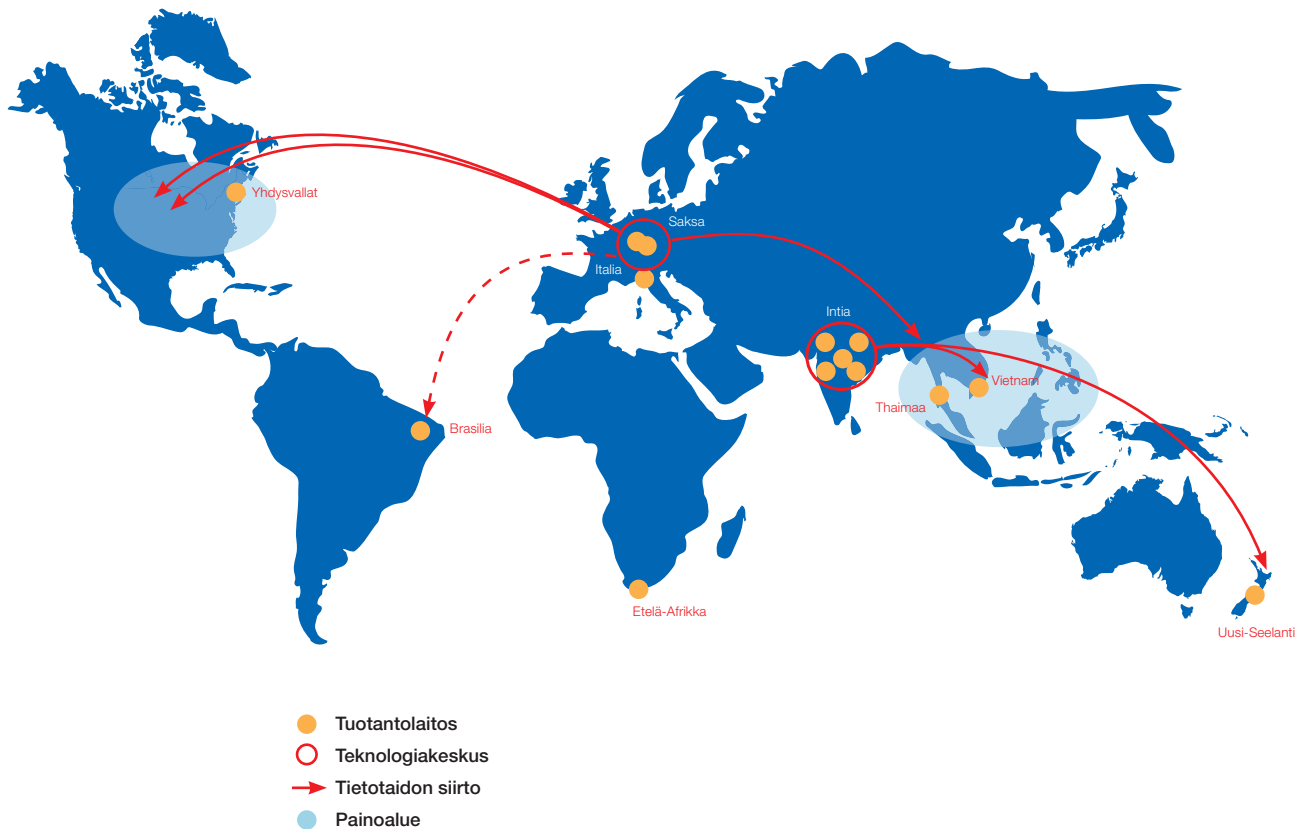 Yhdysvallat
Saksa
Italia
Intia
Vietnam
Thaimaa
Brasilia
Etelä-Afrikka
Uusi-Seelanti
Tuotantolaitos
Teknologiakeskus
Tietotaidon siirto
Painoalue